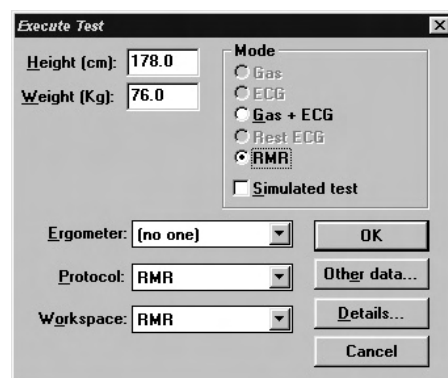 Execute Test
Height (cm): 178.0
Weight (Kg): 76.0
Mode
Gas
ECG
Gas + ECG
Rest ECG
RMR
Simulated test
Ergometer: (no one)
Protocol: RMR
Workspace: RMR
OK
Other data...
Details...
Cancel